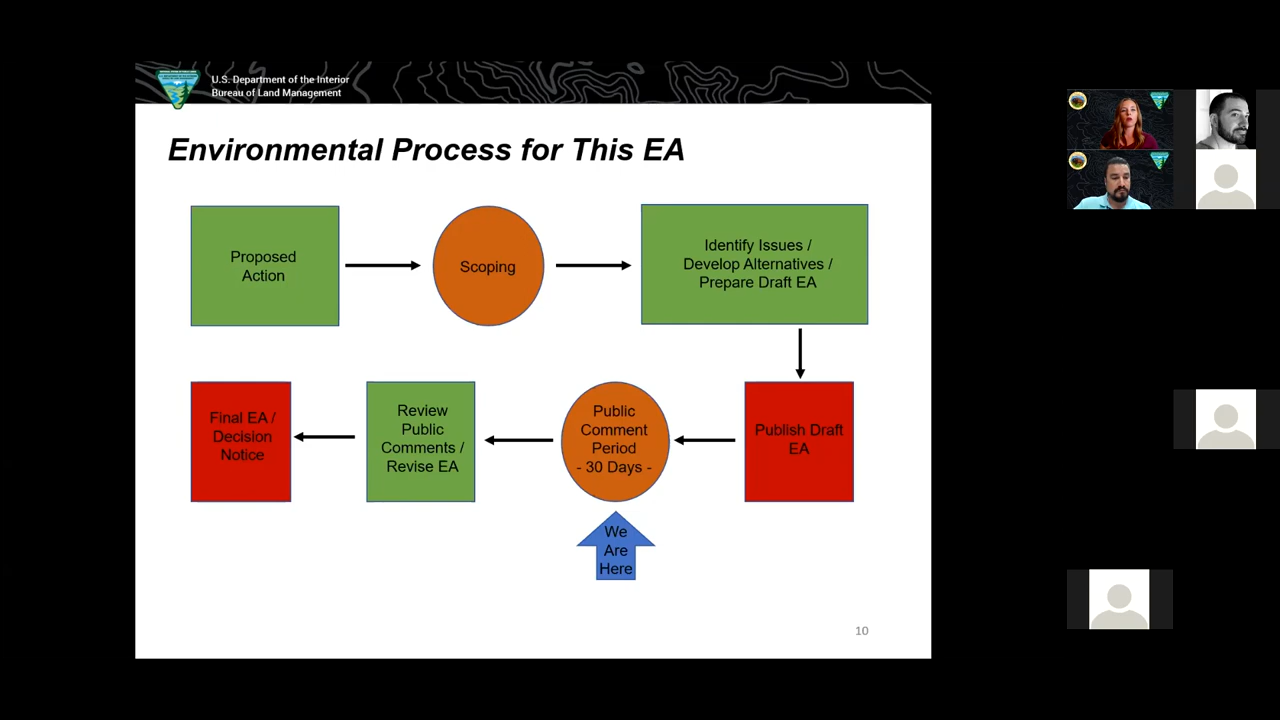 U.S. Department of the Interior
Bureau of Land Management
Environmental Process for This EA
Proposed
Action
Scoping
Identify Issues /
Develop Alternatives /
Prepare Draft EA
Final EA /
Decision
Notice
Review
Public
Comments /
Revise EA
Public
Comment
Period
- 30 Days -
Publish Draft
EA
We
Are
Here
10